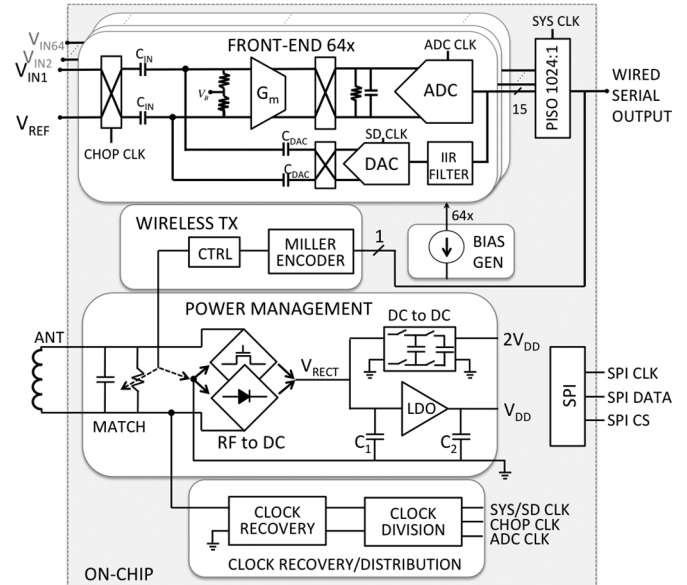 SYS CLK
V_IN64
V_IN2
V_IN1
V_REF
C_IN
C_IN
CHOP CLK
FRONT-END 64x
V_B
G_m
ADC CLK
ADC
C_DAC
C_DAC
SD CLK
DAC
IIR FILTER
15
PISO 1024:1
WIRED SERIAL OUTPUT
64x
BIAS GEN
WIRELESS TX
CTRL
MILLER ENCODER
1
POWER MANAGEMENT
ANT
MATCH
RF to DC
V_RECT
DC to DC
2V_DD
LDO
V_DD
C_1
C_2
SPI
SPI CLK
SPI DATA
SPI CS
CLOCK RECOVERY
CLOCK DIVISION
SYS/SD CLK
CHOP CLK
ADC CLK
CLOCK RECOVERY/DISTRIBUTION
ON-CHIP